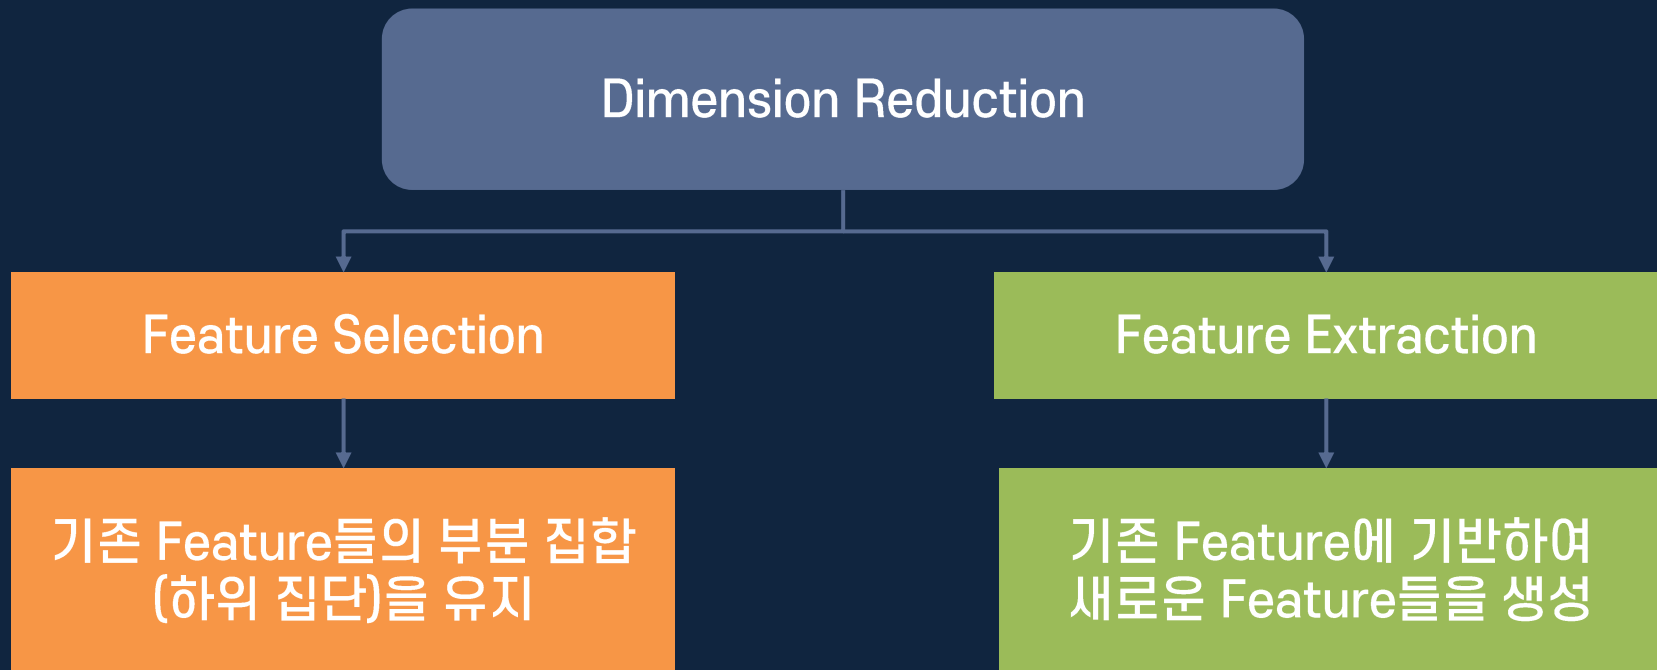 Dimension Reduction
Feature Selection
Feature Extraction
기존 Feature들의 부분 집합
(하위 집단)을 유지
기존 Feature에 기반하여
새로운 Feature들을 생성